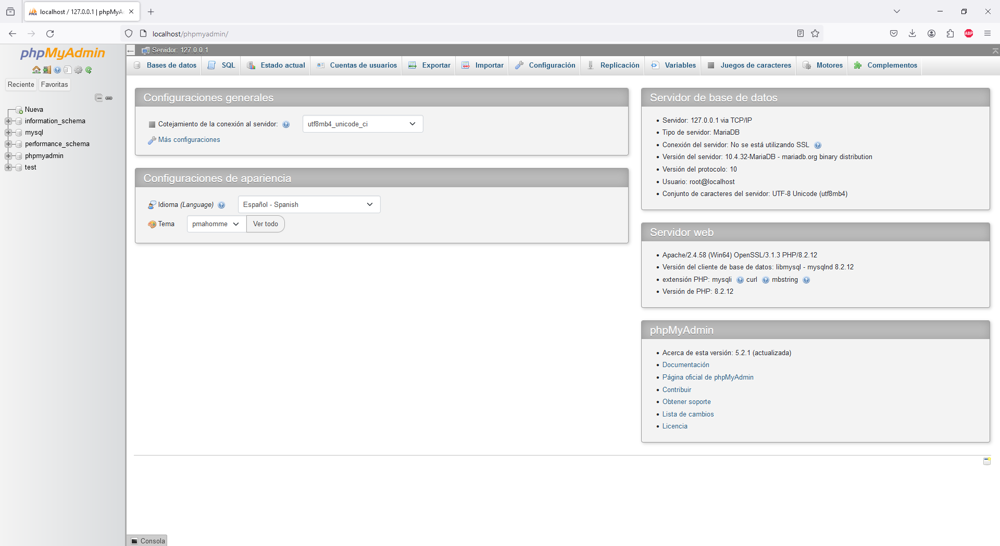 localhost / 127.0.0.1 | phpMyA
localhost/phpmyadmin/
ABP
phpMyAdmin
Reciente
Favoritas
Nueva
information_schema
mysql
performance_schema
phpmyadmin
test
Servidor: 127.0.0.1
Bases de datos
SQL
Estado actual
Cuentas de usuarios
Exportar
Importar
Configuración
Replicación
Variables
Juegos de caracteres
Motores
Complementos
Configuraciones generales
Cotejamiento de la conexión al servidor:
utf8mb4_unicode_ci
Más configuraciones
Configuraciones de apariencia
Idioma (Language)
Español - Spanish
Tema
pmahomme
Ver todo
Servidor de base de datos
Servidor: 127.0.0.1 via TCP/IP
Tipo de servidor: MariaDB
Conexión del servidor: No se está utilizando SSL
Versión del servidor: 10.4.32-MariaDB - mariadb.org binary distribution
Versión del protocolo: 10
Usuario: root@localhost
Conjunto de caracteres del servidor: UTF-8 Unicode (utf8mb4)
Servidor web
Apache/2.4.58 (Win64) OpenSSL/3.1.3 PHP/8.2.12
Versión del cliente de base de datos: libmysql - mysqlnd 8.2.12
extensión PHP: mysqli curl mbstring
Versión de PHP: 8.2.12
phpMyAdmin
Acerca de esta versión: 5.2.1 (actualizada)
Documentación
Página oficial de phpMyAdmin
Contribuir
Obtener soporte
Lista de cambios
Licencia
Consola